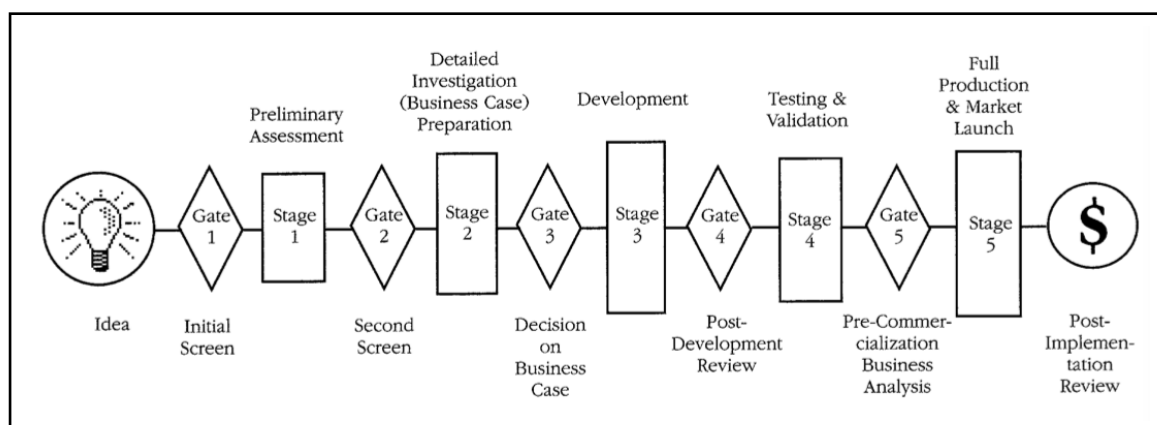 Preliminary
Assessment
Detailed
Investigation
(Business Case)
Preparation
Development
Testing &
Validation
Full
Production
& Market
Launch
Gate
1
Stage
1
Gate
2
Stage
2
Gate
3
Stage
3
Gate
4
Stage
4
Gate
5
Stage
5
$
Idea
Initial
Screen
Second
Screen
Decision
on
Business
Case
Post-
Development
Review
Pre-Commer-
cialization
Business
Analysis
Post-
Implemen-
tation
Review